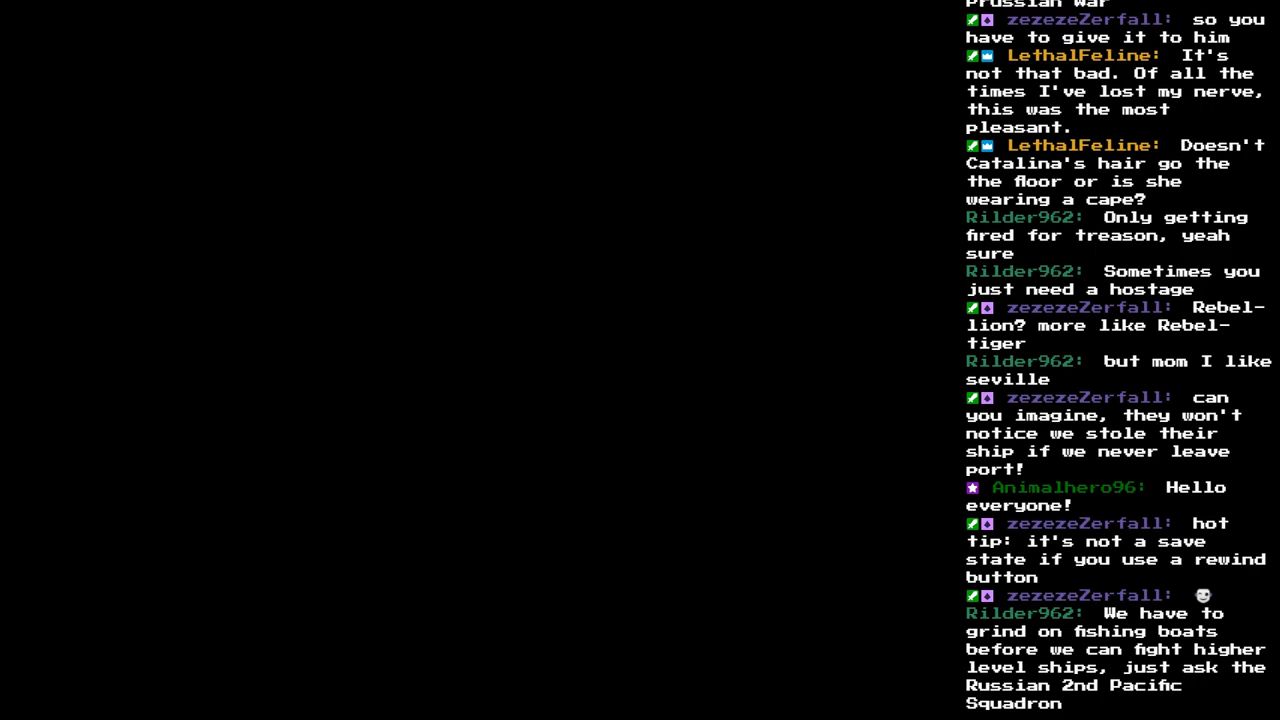 Prussian War
zezezeZerfall: so you
have to give it to him
LethalFeline: It's
not that bad. Of all the
times I've lost my nerve,
this was the most
pleasant.
LethalFeline: Doesn't
Catalina's hair go the
the floor or is she
wearing a cape?
Rilder962: Only getting
fired for treason, yeah
sure
Rilder962: Sometimes you
just need a hostage
zezezeZerfall: Rebel-
lion? more like Rebel-
tiger
Rilder962: but mom I like
seville
zezezeZerfall: can
you imagine, they won't
notice we stole their
ship if we never leave
port!
Animalhero96: Hello
everyone!
zezezeZerfall: hot
tip: it's not a save
state if you use a rewind
button
zezezeZerfall:
Rilder962: We have to
grind on fishing boats
before we can fight higher
level ships, just ask the
Russian 2nd Pacific
Squadron